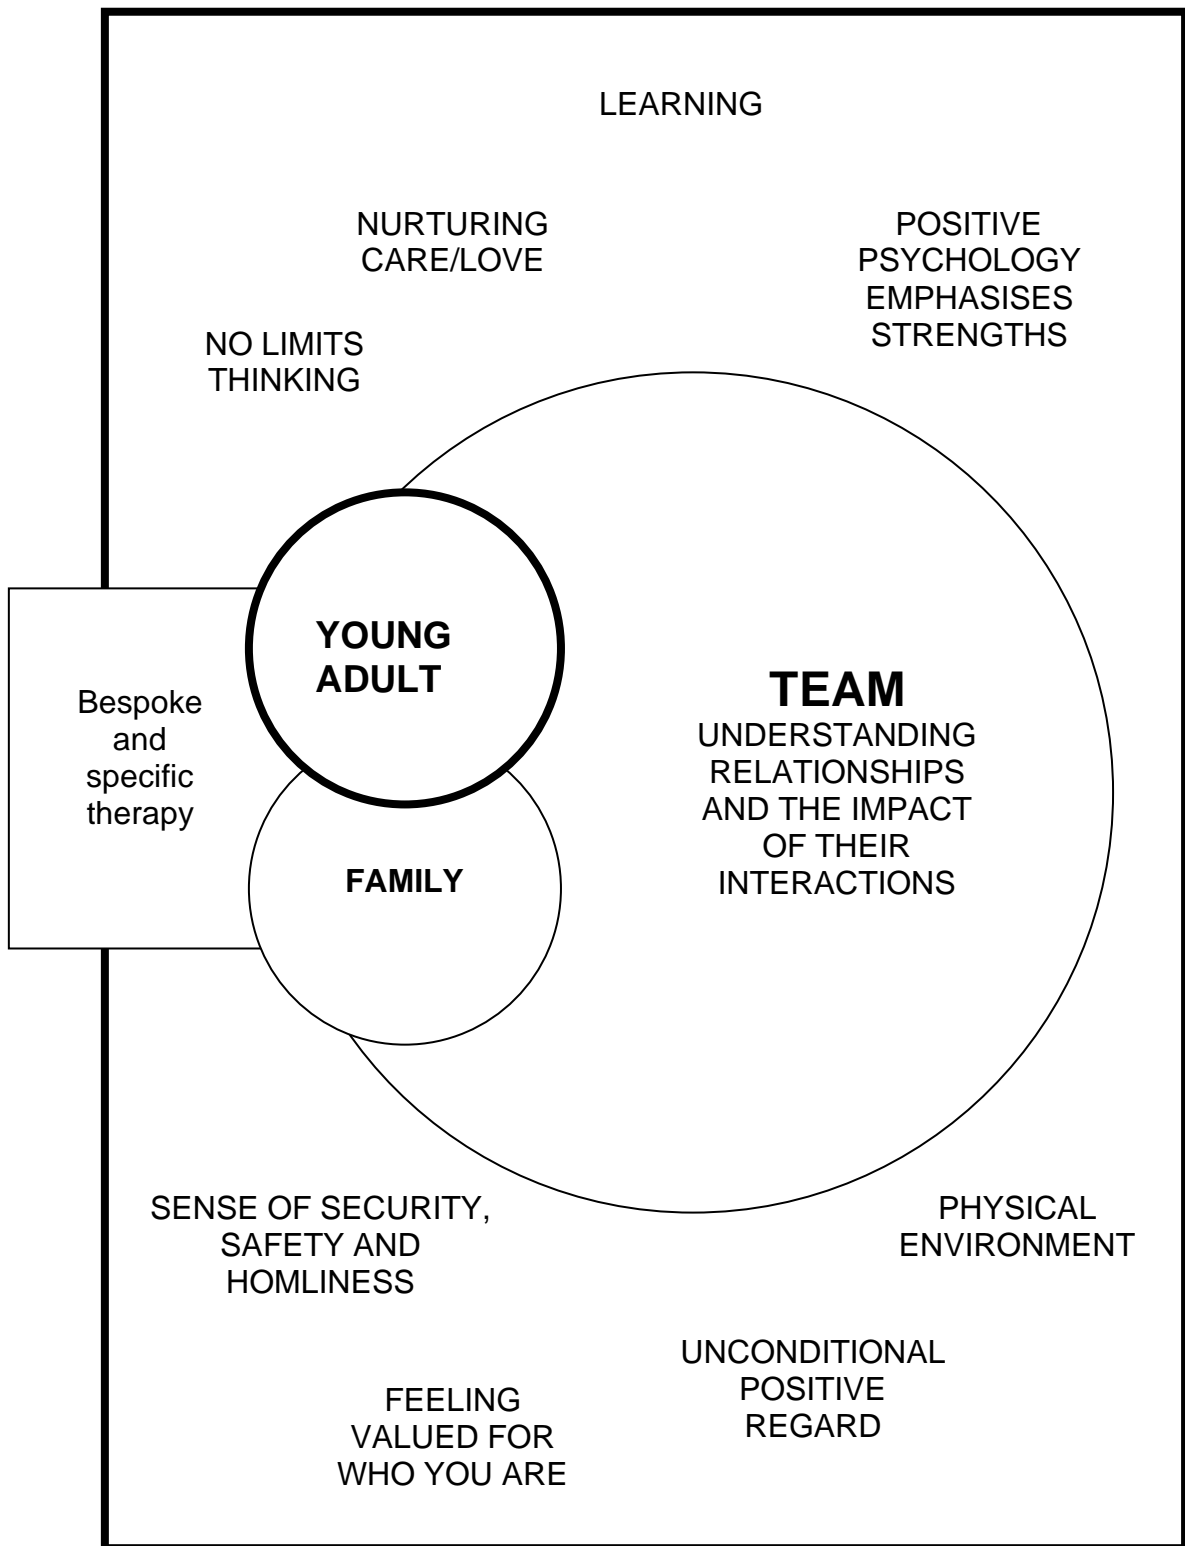 LEARNING
NURTURING
CARE/LOVE
POSITIVE
PSYCHOLOGY
EMPHASISES
STRENGTHS
NO LIMITS
THINKING
YOUNG
ADULT
Bespoke
and
specific
therapy
TEAM
UNDERSTANDING
RELATIONSHIPS
AND THE IMPACT
OF THEIR
INTERACTIONS
FAMILY
SENSE OF SECURITY,
SAFETY AND
HOMLINESS
PHYSICAL
ENVIRONMENT
UNCONDITIONAL
POSITIVE
REGARD
FEELING
VALUED FOR
WHO YOU ARE